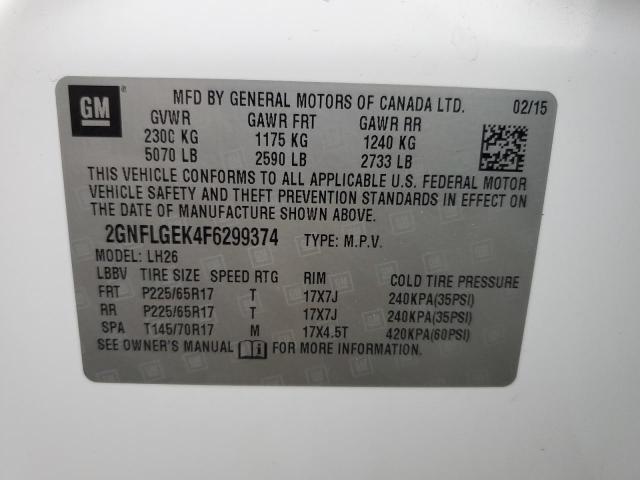 GM
MFD BY GENERAL MOTORS OF CANADA LTD. 02/15
GVWR GAWR FRT GAWR RR
2300 KG 1175 KG 1240 KG
5070 LB 2590 LB 2733 LB
THIS VEHICLE CONFORMS TO ALL APPLICABLE U.S. FEDERAL MOTOR
VEHICLE SAFETY AND THEFT PREVENTION STANDARDS IN EFFECT ON
THE DATE OF MANUFACTURE SHOWN ABOVE.
2GNFLGEK4F6299374 TYPE: M.P.V.
MODEL: LH26
LBBV TIRE SIZE SPEED RTG RIM COLD TIRE PRESSURE
FRT P225/65R17 T 17X7J 240KPA(35PSI)
RR P225/65R17 T 17X7J 240KPA(35PSI)
SPA T145/70R17 M 17X4.5T 420KPA(60PSI)
SEE OWNER'S MANUAL FOR MORE INFORMATION.